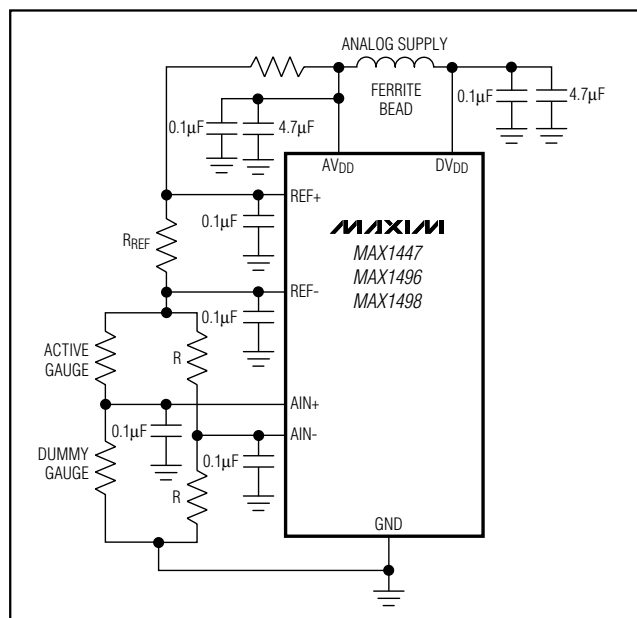 ANALOG SUPPLY
FERRITE
BEAD
0.1μF
4.7μF
0.1μF
4.7μF
AVDD
DVDD
REF+
0.1μF
RREF
MAXIM
MAX1447
MAX1496
MAX1498
REF-
0.1μF
ACTIVE
GAUGE
R
AIN+
0.1μF
AIN-
DUMMY
GAUGE
0.1μF
R
GND